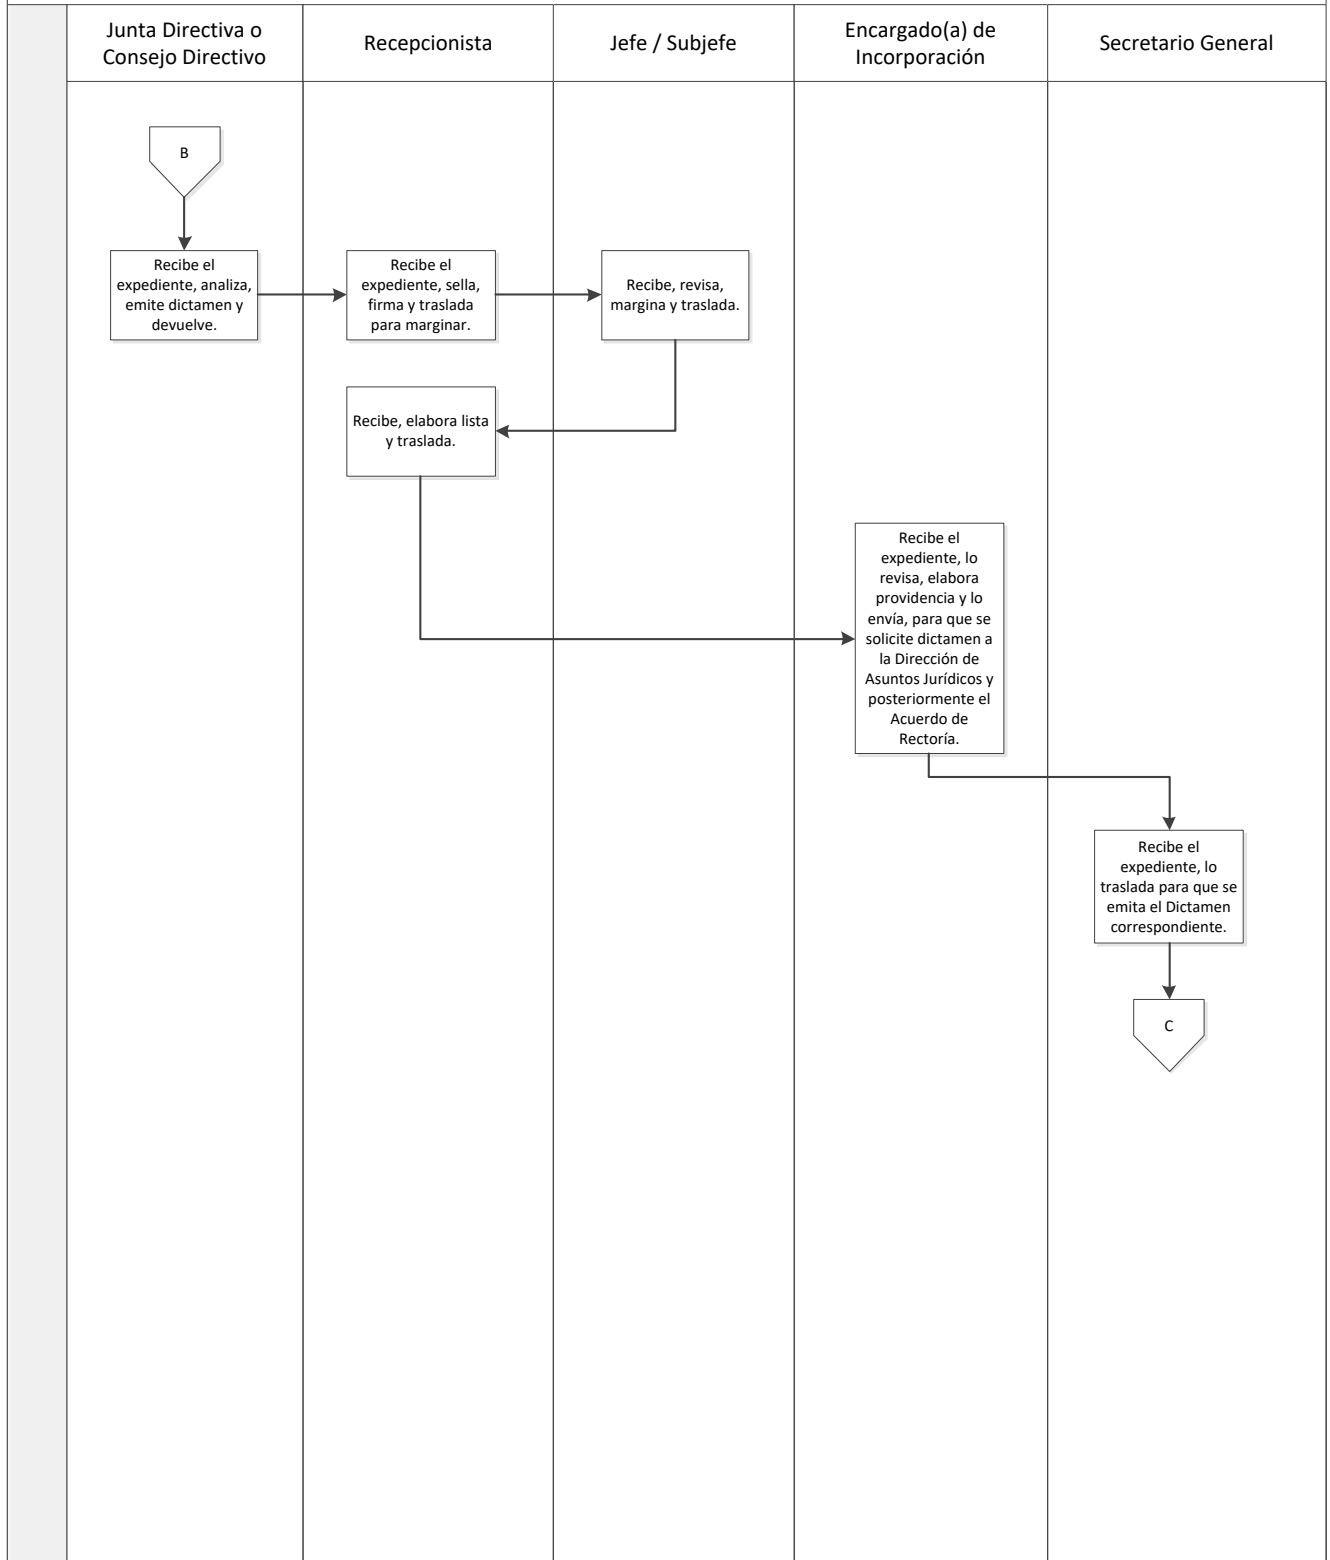 Junta Directiva o
Consejo Directivo
Recepcionista
Jefe / Subjefe
Encargado(a) de
Incorporación
Secretario General
B
Recibe el
expediente, analiza,
emite dictamen y
devuelve.
Recibe el
expediente, sella,
firma y traslada
para marginar.
Recibe, revisa,
margina y traslada.
Recibe, elabora lista
y traslada.
Recibe el
expediente, lo
revisa, elabora
providencia y lo
envía, para que se
solicite dictamen a
la Dirección de
Asuntos Jurídicos y
posteriormente el
Acuerdo de
Rectoría.
Recibe el
expediente, lo
traslada para que se
emita el Dictamen
correspondiente.
C